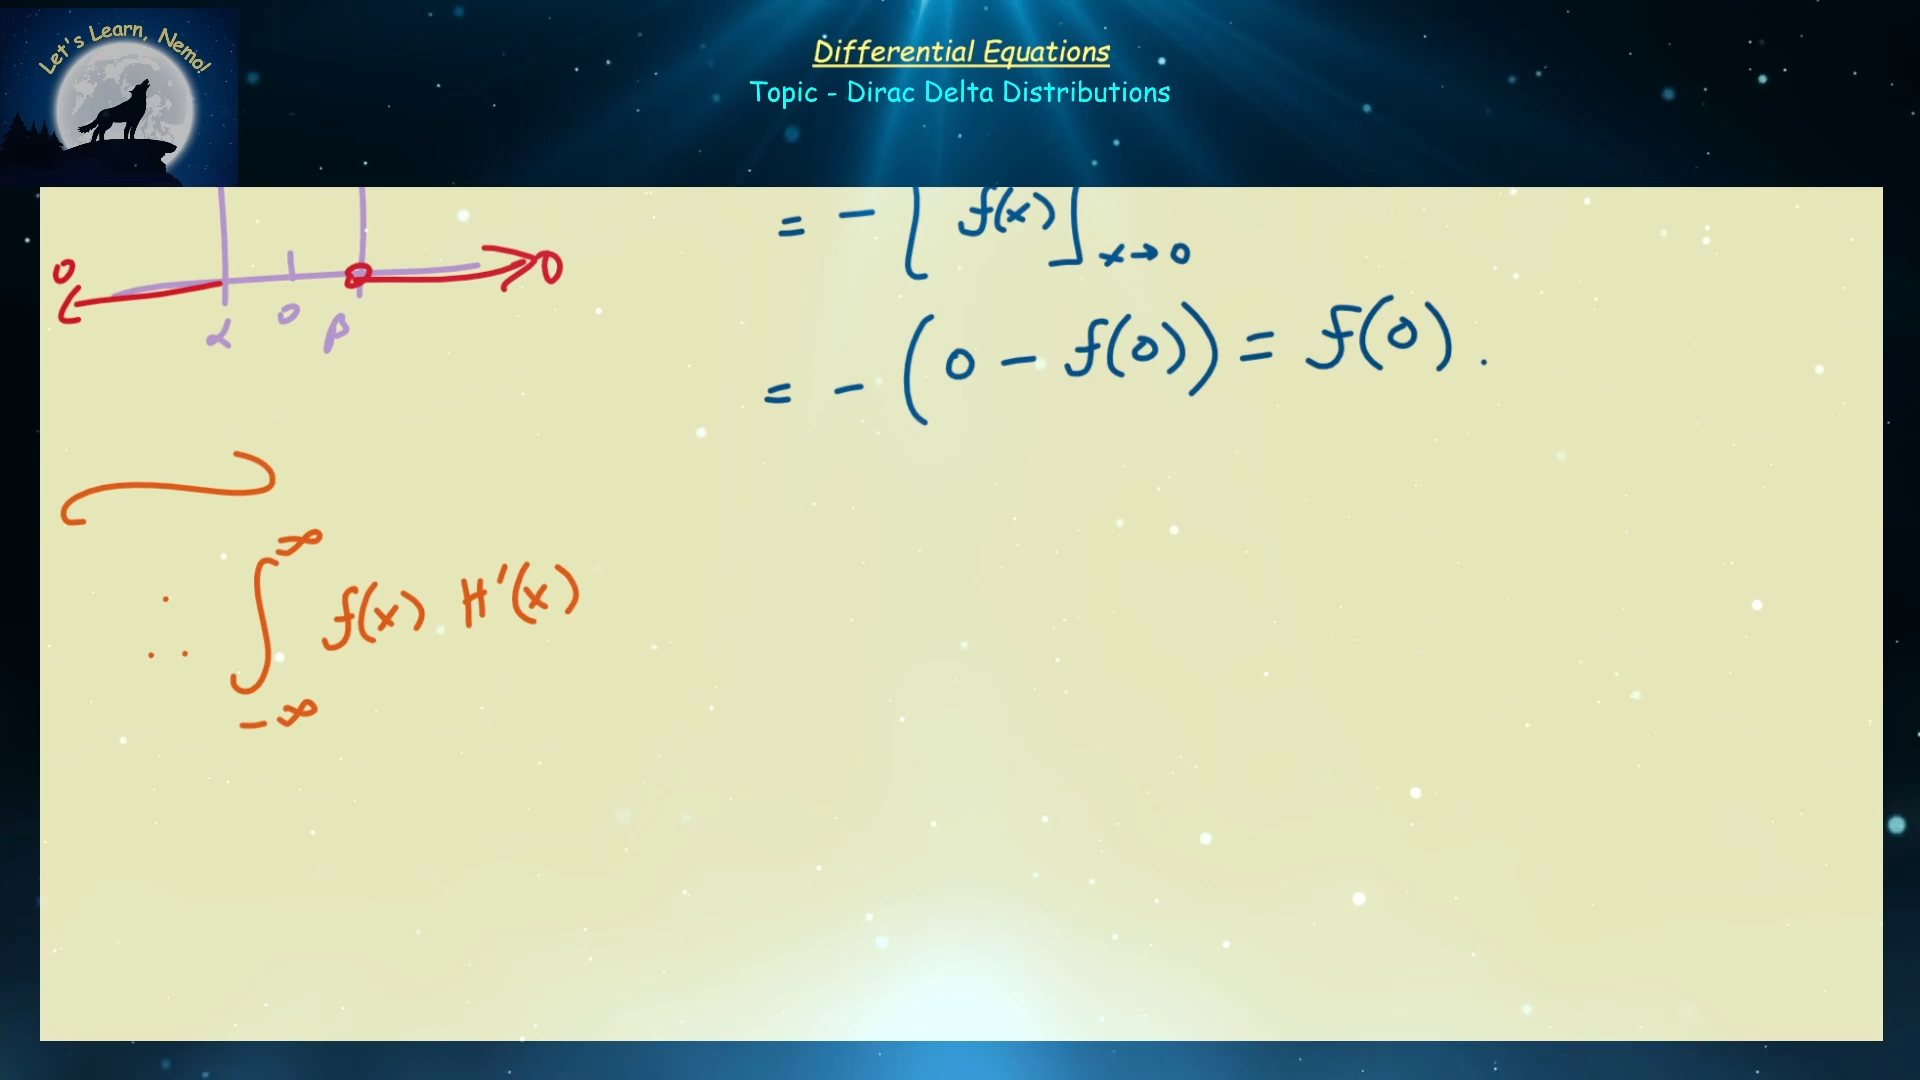 Let's Learn, Nemo!
Differential Equations
Topic - Dirac Delta Distributions
= - [ f(x) ] x→0
0
0
α 0 β
= - (0 - f(0)) = f(0) .
∴ ∫_{-∞}^{∞} f(x) H'(x)